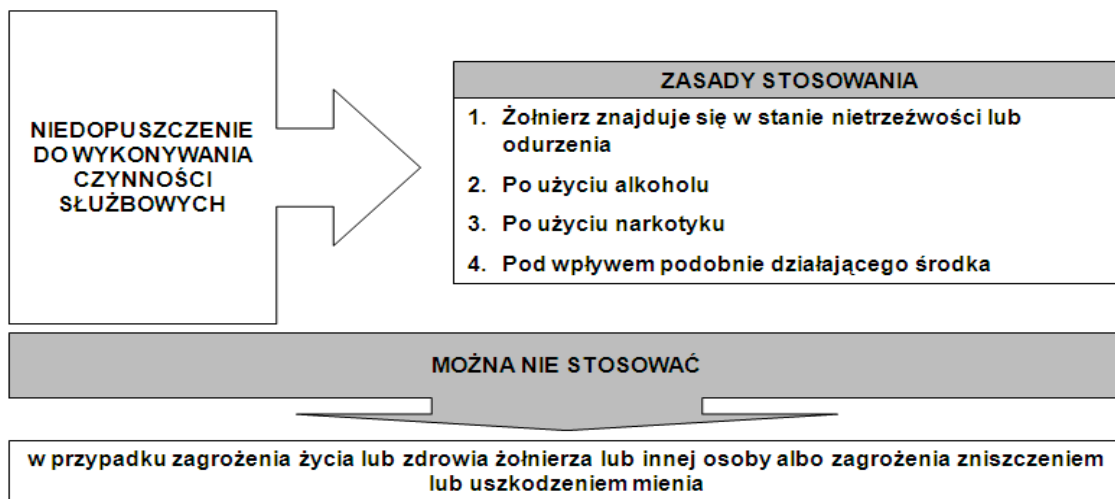 NIEDOPUSZCZENIE
DO WYKONYWANIA
CZYNNOŚCI
SŁUŻBOWYCH
ZASADY STOSOWANIA
1. Żołnierz znajduje się w stanie nietrzeźwości lub
odurzenia
2. Po użyciu alkoholu
3. Po użyciu narkotyku
4. Pod wpływem podobnie działającego środka
MOŻNA NIE STOSOWAĆ
w przypadku zagrożenia życia lub zdrowia żołnierza lub innej osoby albo zagrożenia zniszczeniem
lub uszkodzeniem mienia